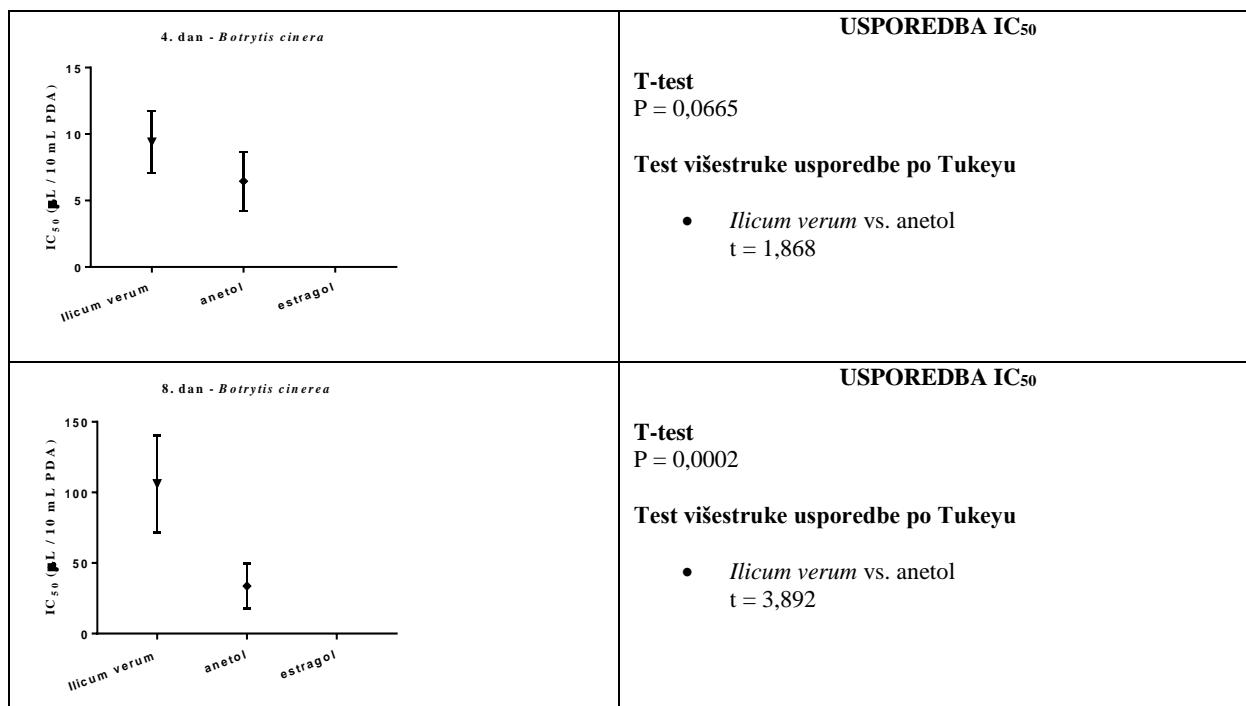 4. dan - Botrytis cinera
15
10
5
0
IC50 (µL / 10 mL PDA)
Ilicum verum
anetol
estragol
USPOREDBA IC50
T-test
P = 0,0665
Test višestruke usporedbe po Tukeyu
• Ilicum verum vs. anetol
t = 1,868
8. dan - Botrytis cinerea
150
100
50
0
IC50 (µL / 10 mL PDA)
Ilicum verum
anetol
estragol
USPOREDBA IC50
T-test
P = 0,0002
Test višestruke usporedbe po Tukeyu
• Ilicum verum vs. anetol
t = 3,892